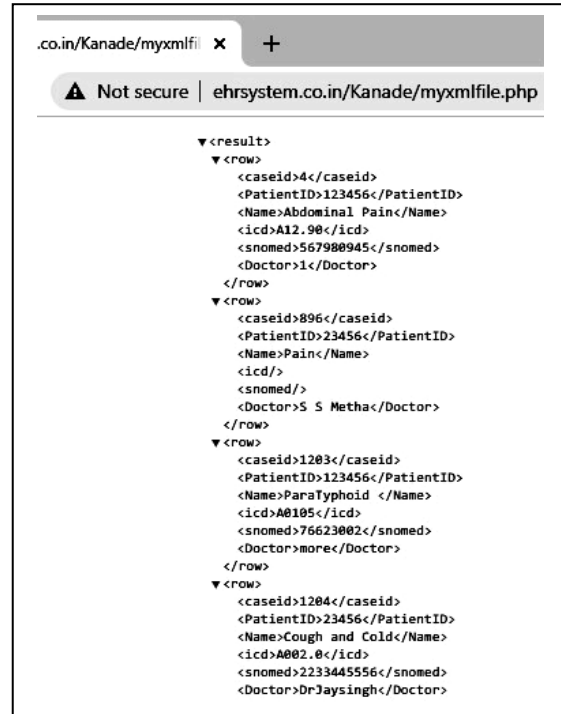 .co.in/Kanade/myxmlfil × +
Not secure | ehrsystem.co.in/Kanade/myxmlfile.php
▼<result>
▼<row>
<caseid>4</caseid>
<PatientID>123456</PatientID>
<Name>Abdominal Pain</Name>
<icd>A12.90</icd>
<snomed>567980945</snomed>
<Doctor>1</Doctor>
</row>
▼<row>
<caseid>896</caseid>
<PatientID>23456</PatientID>
<Name>Pain</Name>
<icd/>
<snomed/>
<Doctor>S S Metha</Doctor>
</row>
▼<row>
<caseid>1203</caseid>
<PatientID>123456</PatientID>
<Name>ParaTyphoid </Name>
<icd>A0105</icd>
<snomed>76623002</snomed>
<Doctor>more</Doctor>
</row>
▼<row>
<caseid>1204</caseid>
<PatientID>23456</PatientID>
<Name>Cough and Cold</Name>
<icd>A002.0</icd>
<snomed>2233445556</snomed>
<Doctor>DrJaysingh</Doctor>